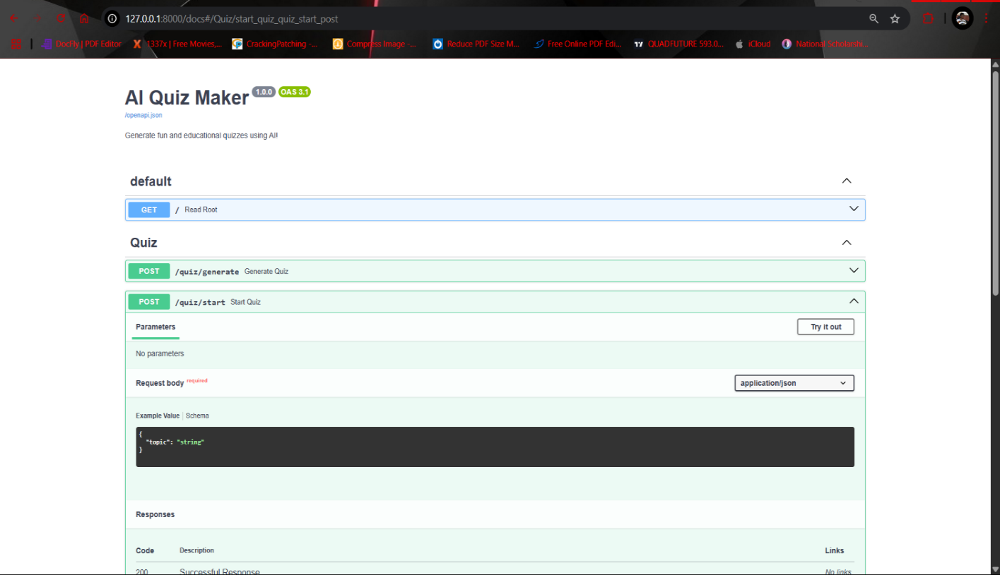 127.0.0.1:8000/docs#/Quiz/start_quiz_quiz_start_post
DocFly | PDF Editor
1337x | Free Movies,...
CrackingPatching -...
Compress Image -...
Reduce PDF Size M...
Free Online PDF Edi...
QUADFUTURE 593.0...
iCloud
National Scholarshi...
AI Quiz Maker 1.0.0 OAS 3.1
/openapi.json
Generate fun and educational quizzes using AI!
default
GET / Read Root
Quiz
POST /quiz/generate Generate Quiz
POST /quiz/start Start Quiz
Parameters
Try it out
No parameters
Request body required
application/json
Example Value | Schema
{
"topic": "string"
}
Responses
Code Description Links
200 Successful Response No links